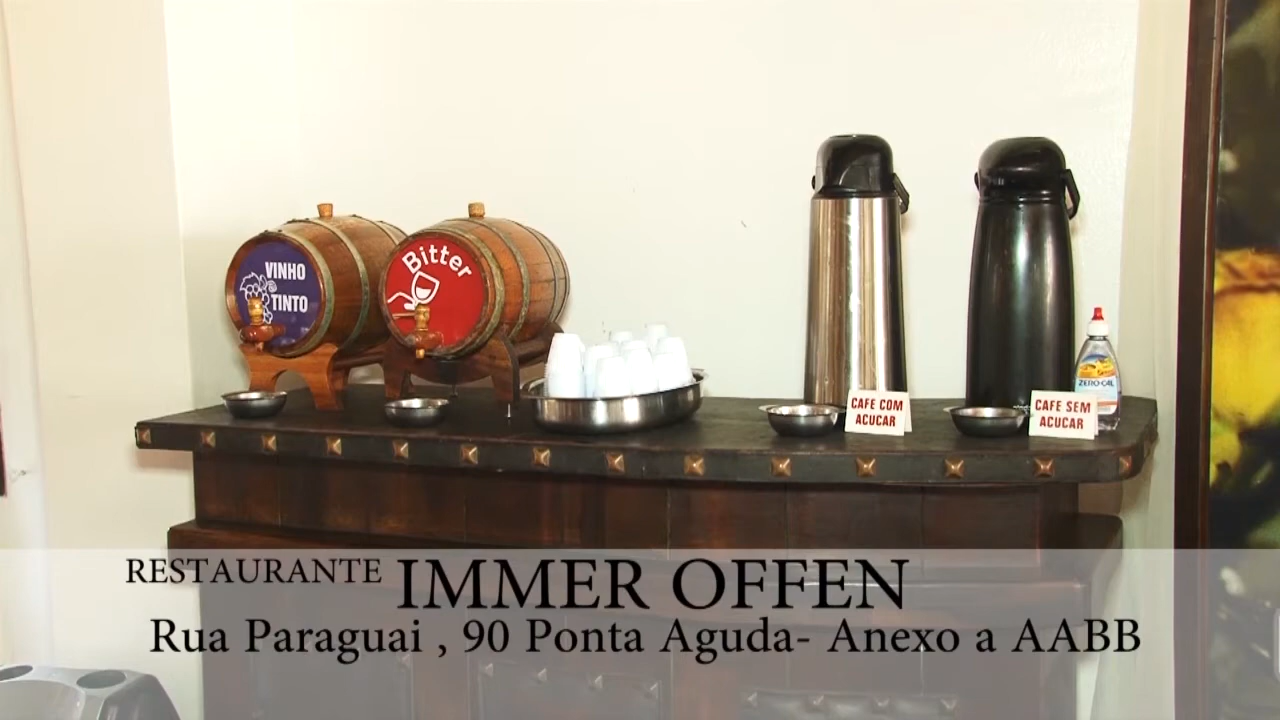 VINHO
TINTO
Bitter
CAFE COM
ACUCAR
CAFE SEM
ACUCAR
ZERO-CAL
RESTAURANTE IMMER OFFEN
Rua Paraguai , 90 Ponta Aguda- Anexo a AABB